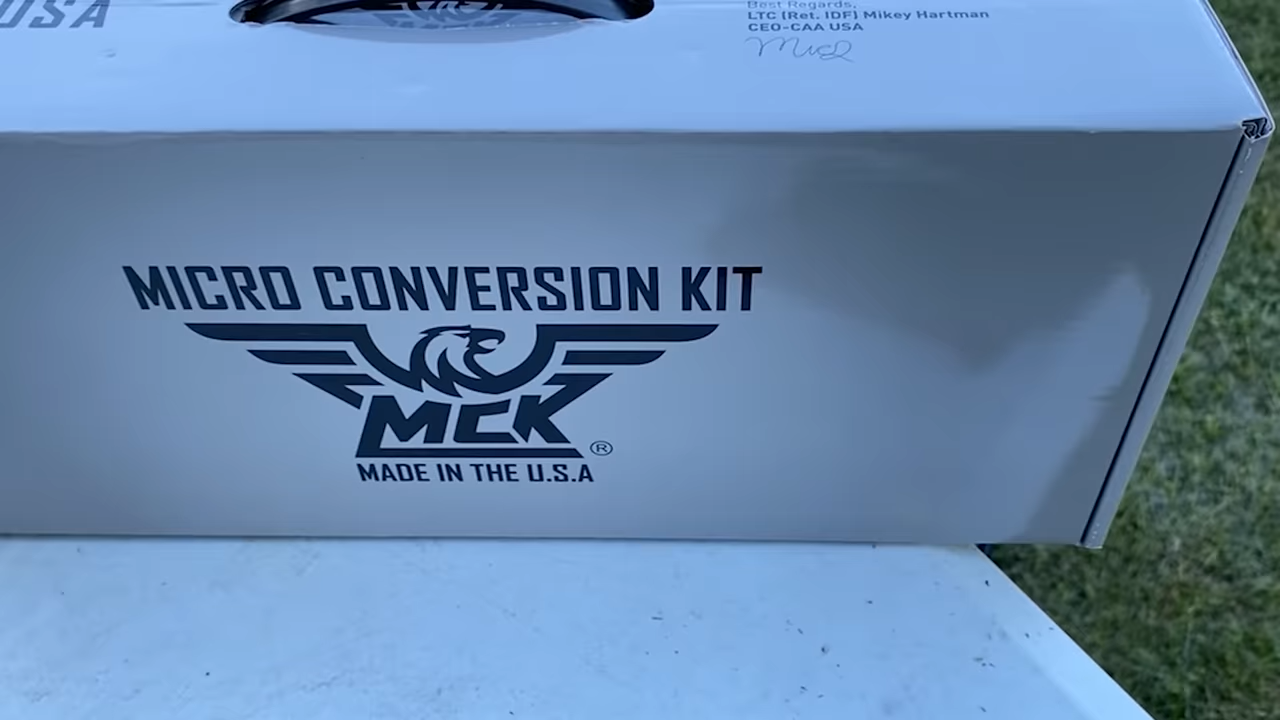 USA
Best Regards,
LTC (Ret. IDF) Mikey Hartman
CEO-CAA USA
MICRO CONVERSION KIT
MCK
®
MADE IN THE U.S.A